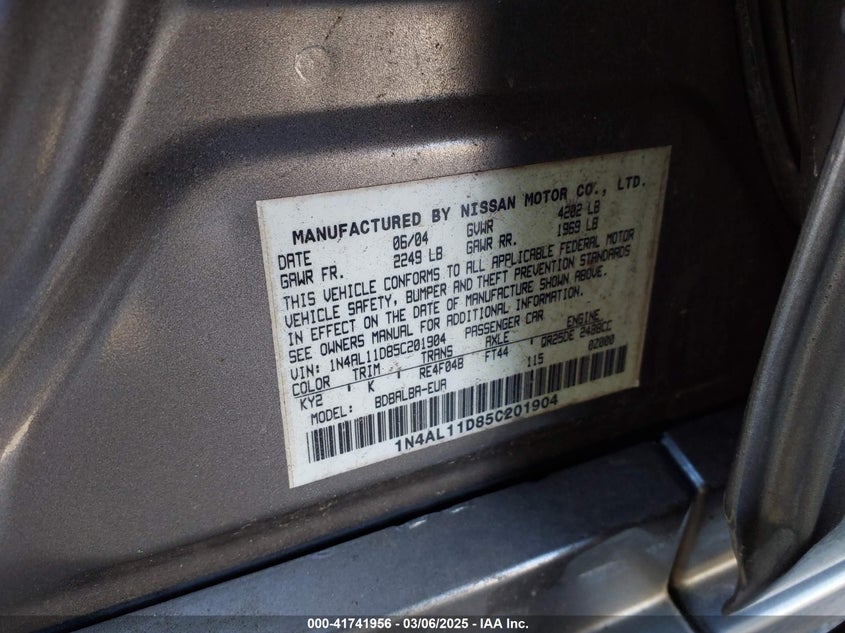 MANUFACTURED BY NISSAN MOTOR CO., LTD.
DATE 06/04 GVWR 4202 LB
GAWR FR. 2249 LB GAWR RR. 1969 LB
THIS VEHICLE CONFORMS TO ALL APPLICABLE FEDERAL MOTOR
VEHICLE SAFETY, BUMPER AND THEFT PREVENTION STANDARDS
IN EFFECT ON THE DATE OF MANUFACTURE SHOWN ABOVE.
SEE OWNERS MANUAL FOR ADDITIONAL INFORMATION.
VIN: 1N4AL11D85C201904 PASSENGER CAR
COLOR TRIM TRANS AXLE ENGINE
KY2 K RE4F04B FT44 QR25DE 2488CC
MODEL: BDBALBA-EUA 115 02000
1N4AL11D85C201904
000-41741956 - 03/06/2025 - IAA Inc.